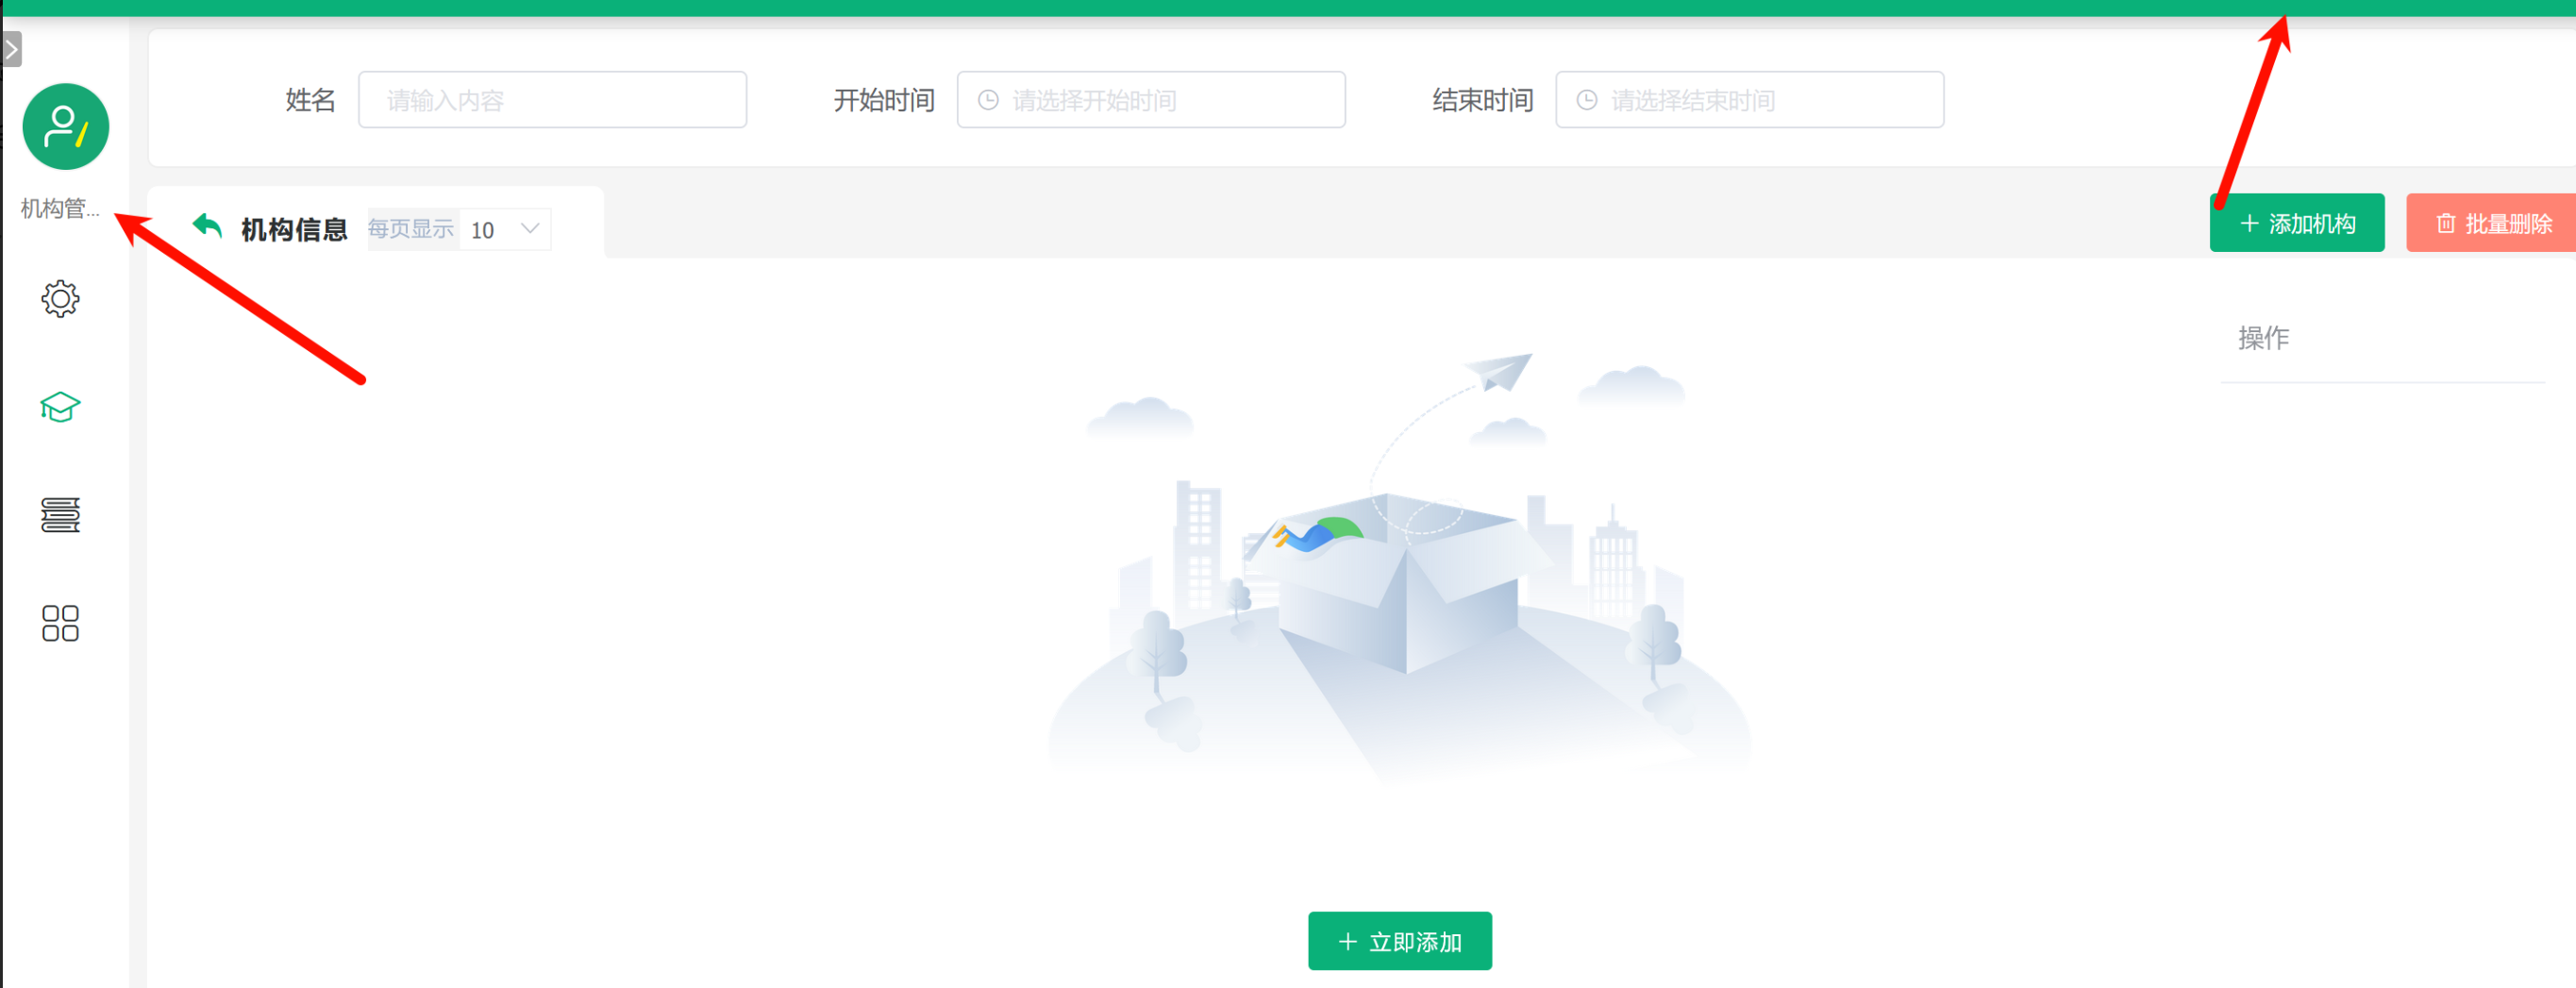 姓名 请输入内容 开始时间 请选择开始时间 结束时间 请选择结束时间
机构管...
机构信息 每页显示 10 添加机构 批量删除
操作
立即添加